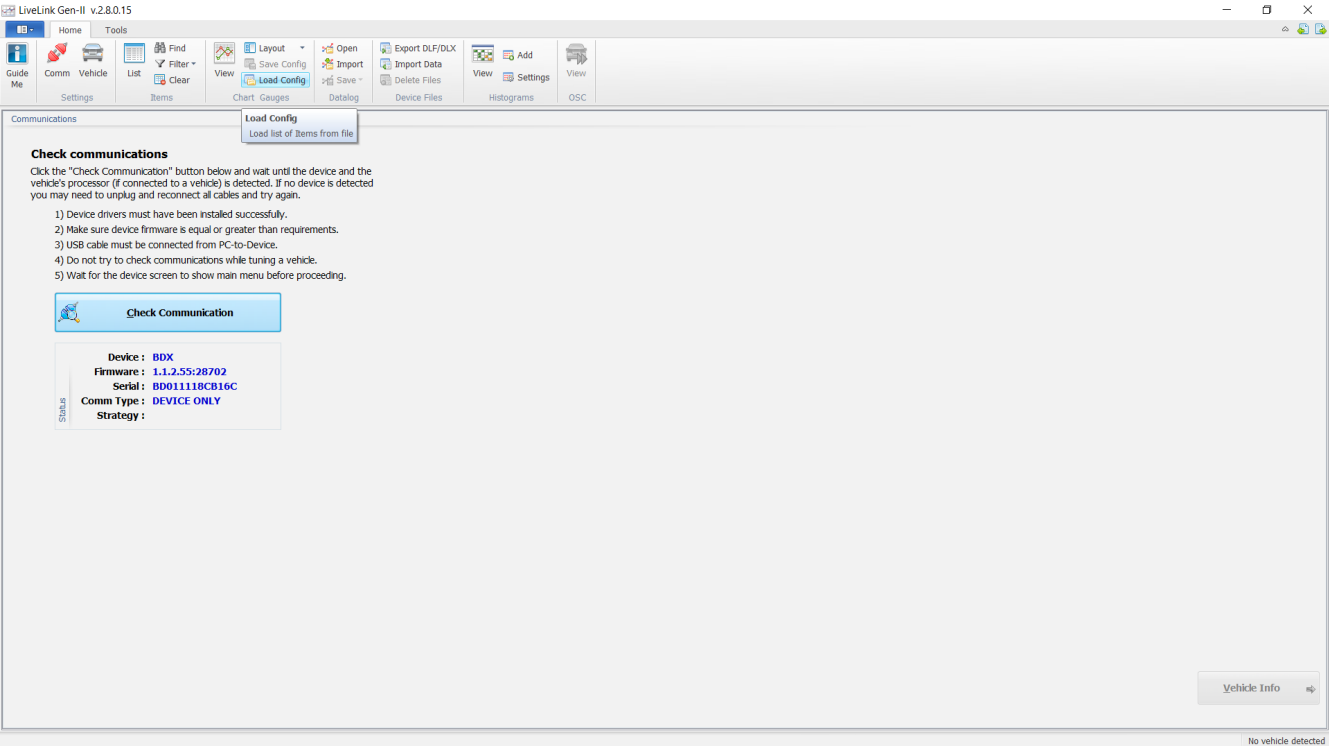 LiveLink Gen-II  v.2.8.0.15
Home
Tools
Guide
Me
Comm
Vehicle
Settings
List
Find
Filter
Clear
Items
View
Layout
Save Config
Load Config
Chart  Gauges
Open
Import
Save
Datalog
Export DLF/DLX
Import Data
Delete Files
Device Files
View
Add
Settings
Histograms
View
OSC
Communications
Load Config
Load list of Items from file
Check communications
Click the "Check Communication" button below and wait until the device and the
vehicle's processor (if connected to a vehicle) is detected. If no device is detected
you may need to unplug and reconnect all cables and try again.
1) Device drivers must have been installed successfully.
2) Make sure device firmware is equal or greater than requirements.
3) USB cable must be connected from PC-to-Device.
4) Do not try to check communications while tuning a vehicle.
5) Wait for the device screen to show main menu before proceeding.
Check Communication
Status
Device : BDX
Firmware : 1.1.2.55:28702
Serial : BD011118CB16C
Comm Type : DEVICE ONLY
Strategy :
Vehicle Info
No vehicle detected